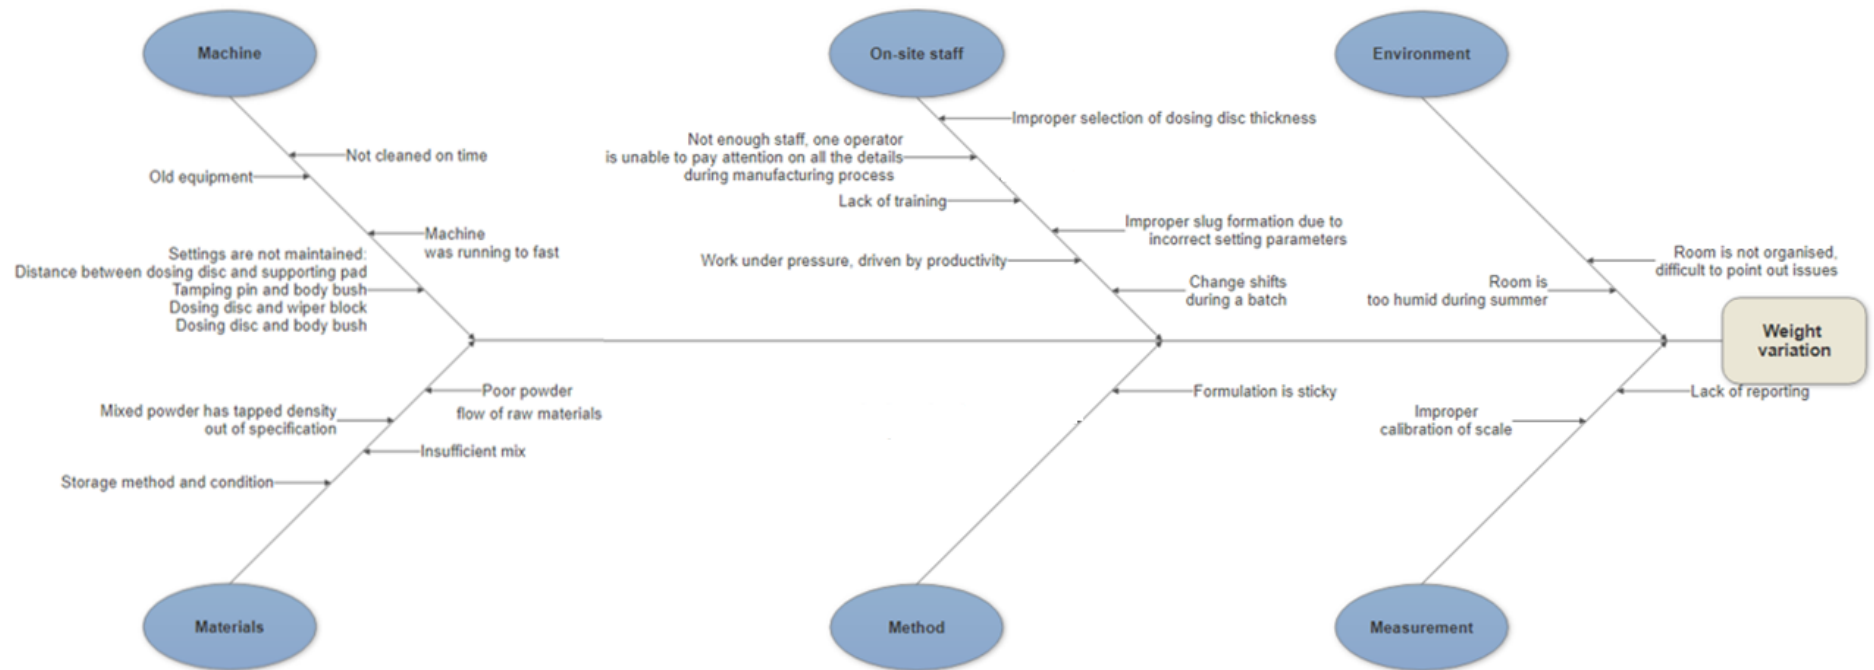 Machine
On-site staff
Environment
Improper selection of dosing disc thickness
Not enough staff, one operator
is unable to pay attention on all the details
during manufacturing process
Not cleaned on time
Old equipment
Lack of training
Improper slug formation due to
incorrect setting parameters
Machine
was running to fast
Settings are not maintained:
Distance between dosing disc and supporting pad
Tamping pin and body bush
Dosing disc and wiper block
Dosing disc and body bush
Work under pressure, driven by productivity
Change shifts
during a batch
Room is not organised,
difficult to point out issues
Room is
too humid during summer
Weight
variation
Poor powder
flow of raw materials
Mixed powder has tapped density
out of specification
Insufficient mix
Storage method and condition
Formulation is sticky
Lack of reporting
Improper
calibration of scale
Materials
Method
Measurement